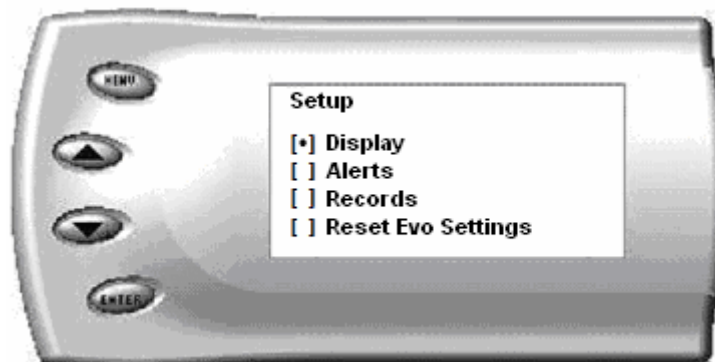 MENU
Setup
[•] Display
[ ] Alerts
[ ] Records
[ ] Reset Evo Settings
ENTER